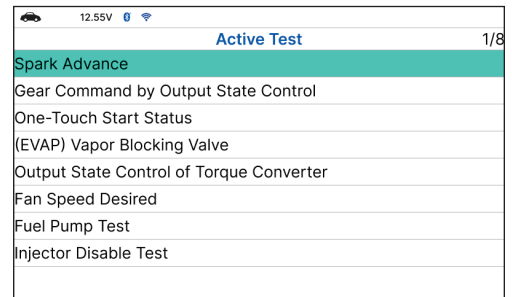 12.55V
Active Test 1/8
Spark Advance
Gear Command by Output State Control
One-Touch Start Status
(EVAP) Vapor Blocking Valve
Output State Control of Torque Converter
Fan Speed Desired
Fuel Pump Test
Injector Disable Test